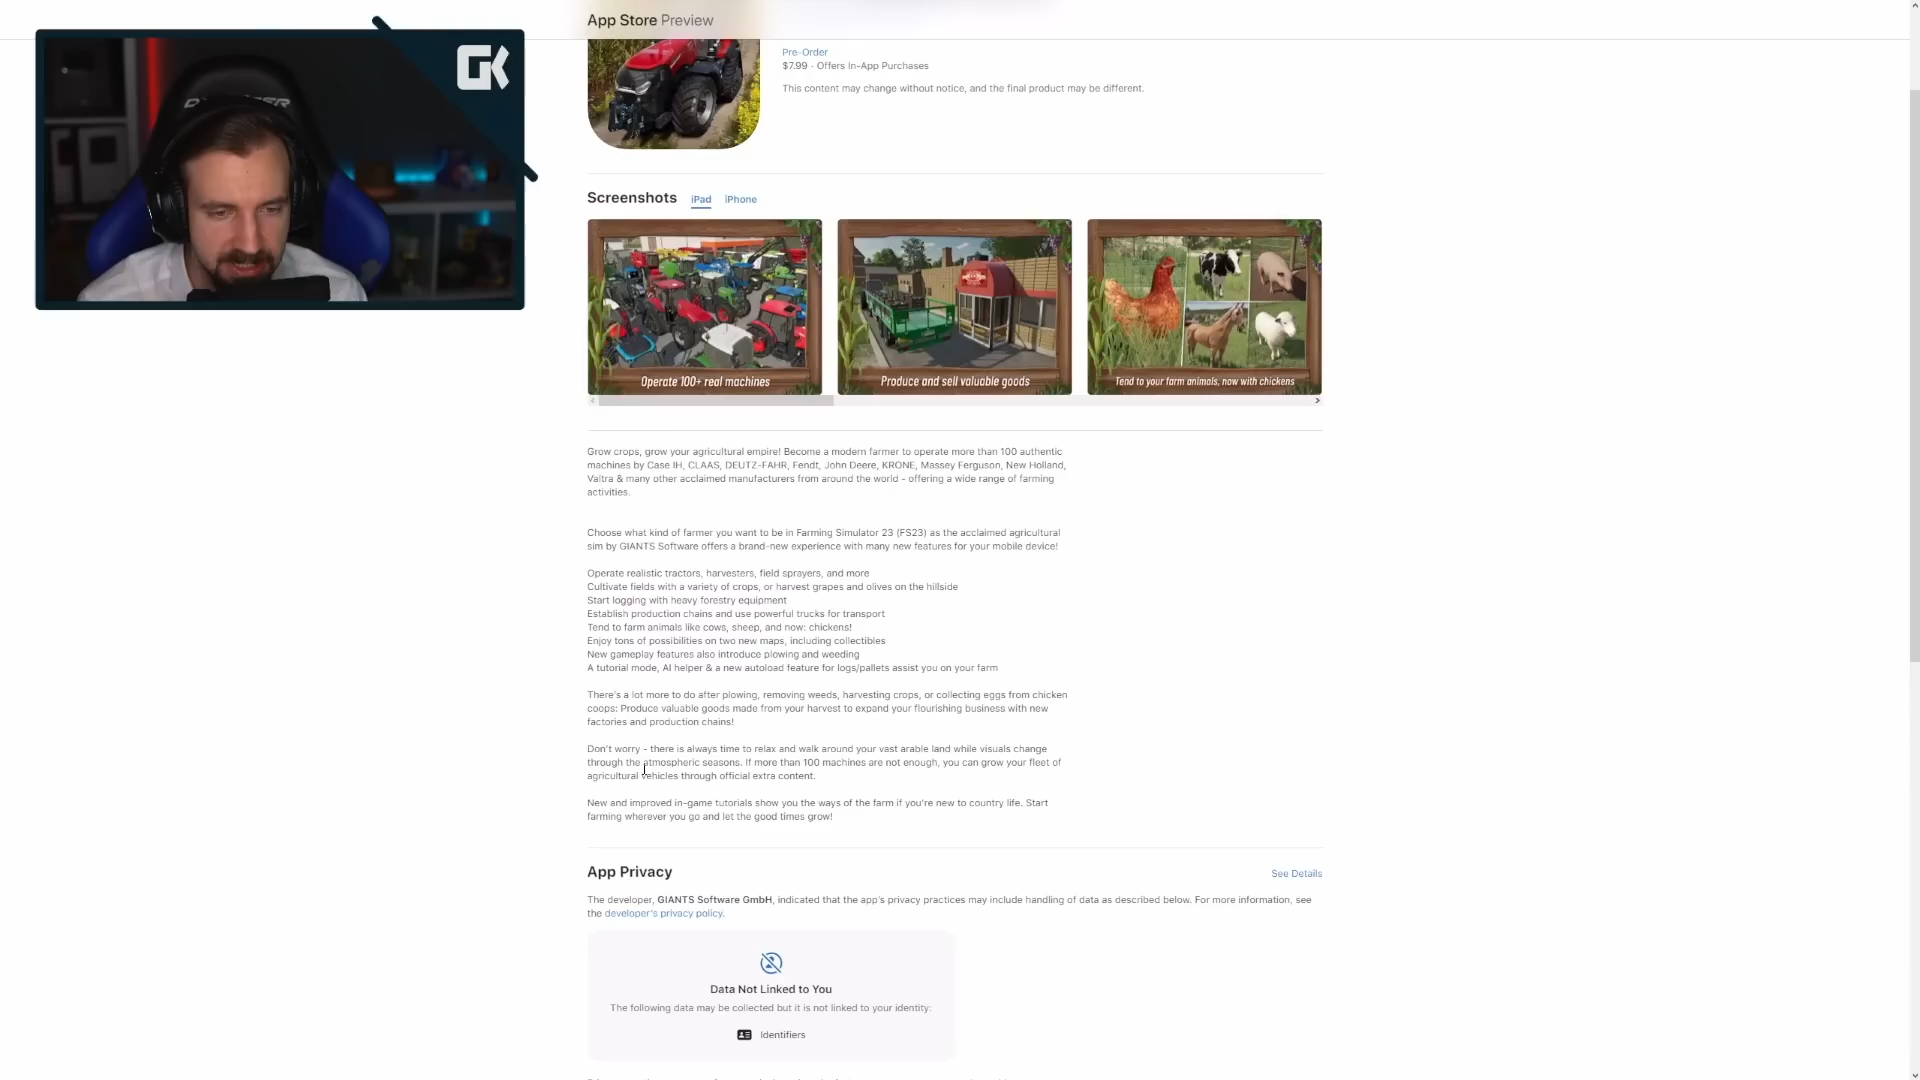 App Store Preview
GK
Pre-Order
$7.99 - Offers In-App Purchases
This content may change without notice, and the final product may be different.
Screenshots iPad iPhone
Operate 100+ real machines
Produce and sell valuable goods
Tend to your farm animals, now with chickens
Grow crops, grow your agricultural empire! Become a modern farmer to operate more than 100 authentic
machines by Case IH, CLAAS, DEUTZ-FAHR, Fendt, John Deere, KRONE, Massey Ferguson, New Holland,
Valtra & many other acclaimed manufacturers from around the world - offering a wide range of farming
activities.
Choose what kind of farmer you want to be in Farming Simulator 23 (FS23) as the acclaimed agricultural
sim by GIANTS Software offers a brand-new experience with many new features for your mobile device!
Operate realistic tractors, harvesters, field sprayers, and more
Cultivate fields with a variety of crops, or harvest grapes and olives on the hillside
Start logging with heavy forestry equipment
Establish production chains and use powerful trucks for transport
Tend to farm animals like cows, sheep, and now: chickens!
Enjoy tons of possibilities on two new maps, including collectibles
New gameplay features also introduce plowing and weeding
A tutorial mode, AI helper & a new autoload feature for logs/pallets assist you on your farm
There's a lot more to do after plowing, removing weeds, harvesting crops, or collecting eggs from chicken
coops: Produce valuable goods made from your harvest to expand your flourishing business with new
factories and production chains!
Don't worry - there is always time to relax and walk around your vast arable land while visuals change
through the atmospheric seasons. If more than 100 machines are not enough, you can grow your fleet of
agricultural vehicles through official extra content.
New and improved in-game tutorials show you the ways of the farm if you're new to country life. Start
farming wherever you go and let the good times grow!
App Privacy
See Details
The developer, GIANTS Software GmbH, indicated that the app's privacy practices may include handling of data as described below. For more information, see
the developer's privacy policy.
Data Not Linked to You
The following data may be collected but it is not linked to your identity:
Identifiers